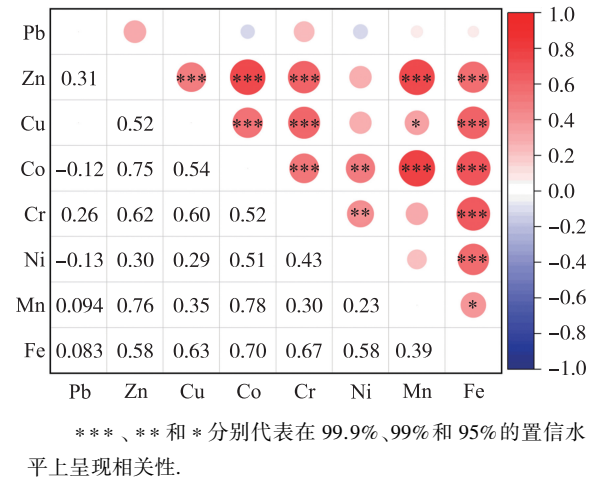 Pb 1.0
Zn 0.31 *** *** *** *** *** 0.8
Cu 0.52 *** *** * *** 0.6
Co −0.12 0.75 0.54 *** ** *** *** 0.4
0.2
Cr 0.26 0.62 0.60 0.52 ** *** 0.0
−0.2
Ni −0.13 0.30 0.29 0.51 0.43 *** −0.4
Mn 0.094 0.76 0.35 0.78 0.30 0.23 * −0.6
Fe 0.083 0.58 0.63 0.70 0.67 0.58 0.39 −0.8
−1.0
Pb Zn Cu Co Cr Ni Mn Fe
***、**和*分别代表在 99.9%、99%和 95%的置信水
平上呈现相关性.